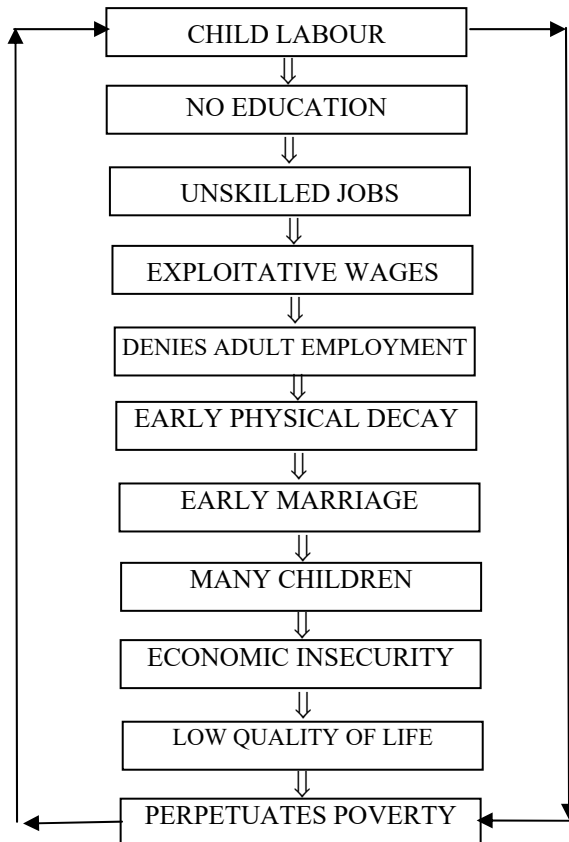 CHILD LABOUR
NO EDUCATION
UNSKILLED JOBS
EXPLOITATIVE WAGES
DENIES ADULT EMPLOYMENT
EARLY PHYSICAL DECAY
EARLY MARRIAGE
MANY CHILDREN
ECONOMIC INSECURITY
LOW QUALITY OF LIFE
PERPETUATES POVERTY